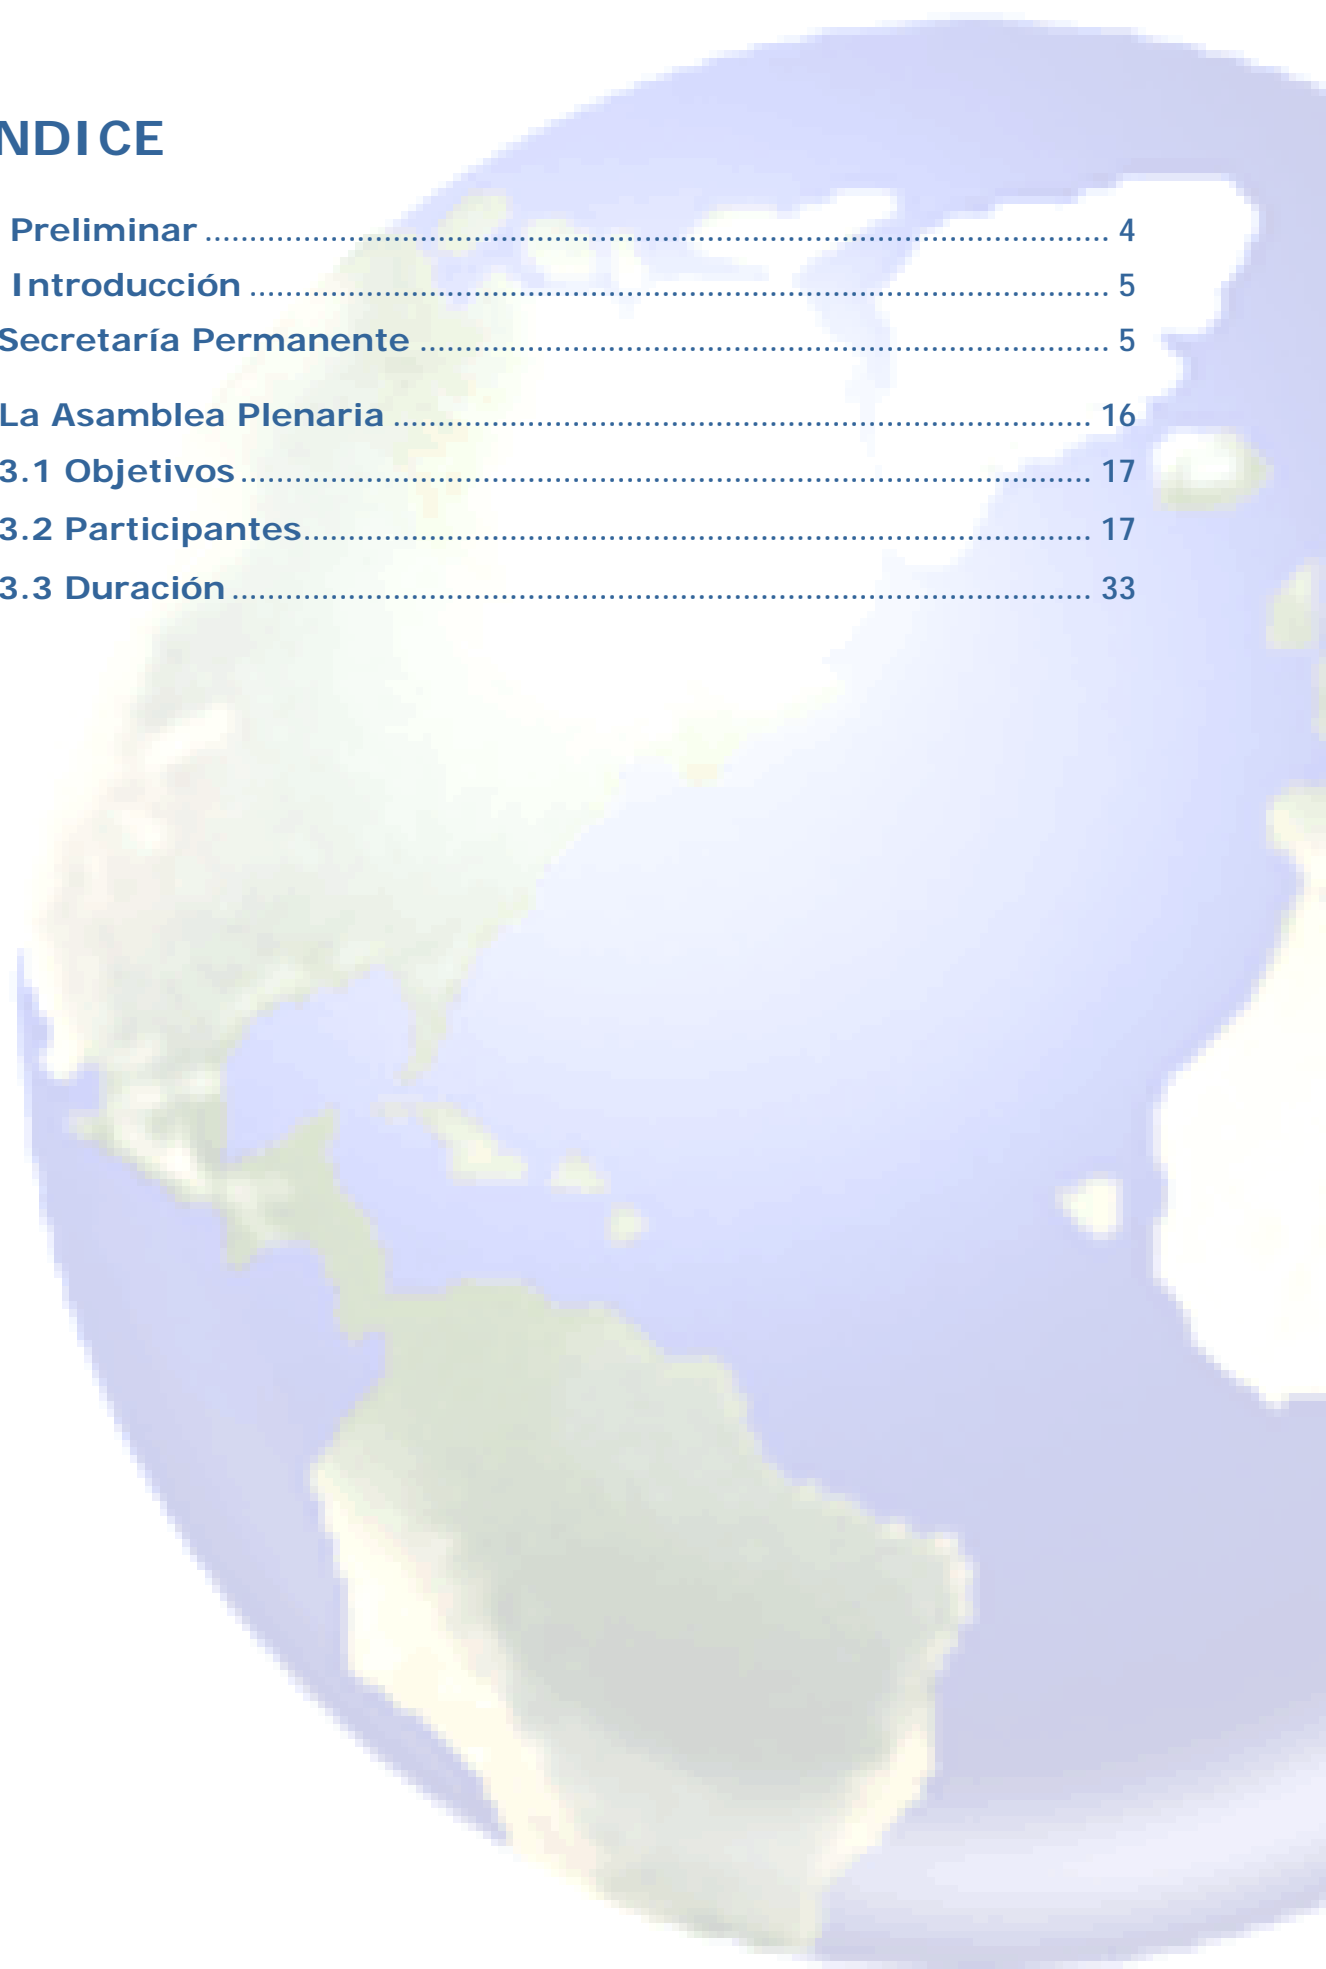 NDICE
Preliminar ........................................................................................................ 4
Introducción ................................................................................................... 5
Secretaría Permanente ............................................................................... 5
La Asamblea Plenaria ................................................................................ 16
3.1 Objetivos .................................................................................................. 17
3.2 Participantes........................................................................................... 17
3.3 Duración ................................................................................................... 33